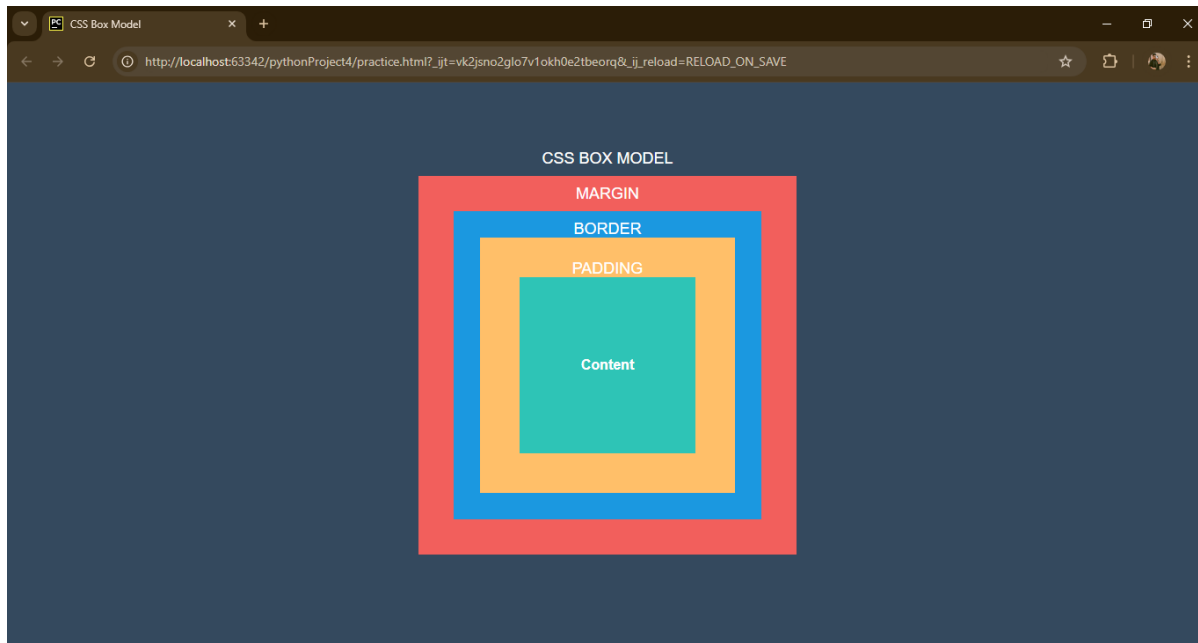 PC CSS Box Model
http://localhost:63342/pythonProject4/practice.html?_ijt=vk2jsno2glo7v1okh0e2tbeorq&_ij_reload=RELOAD_ON_SAVE
CSS BOX MODEL
MARGIN
BORDER
PADDING
Content